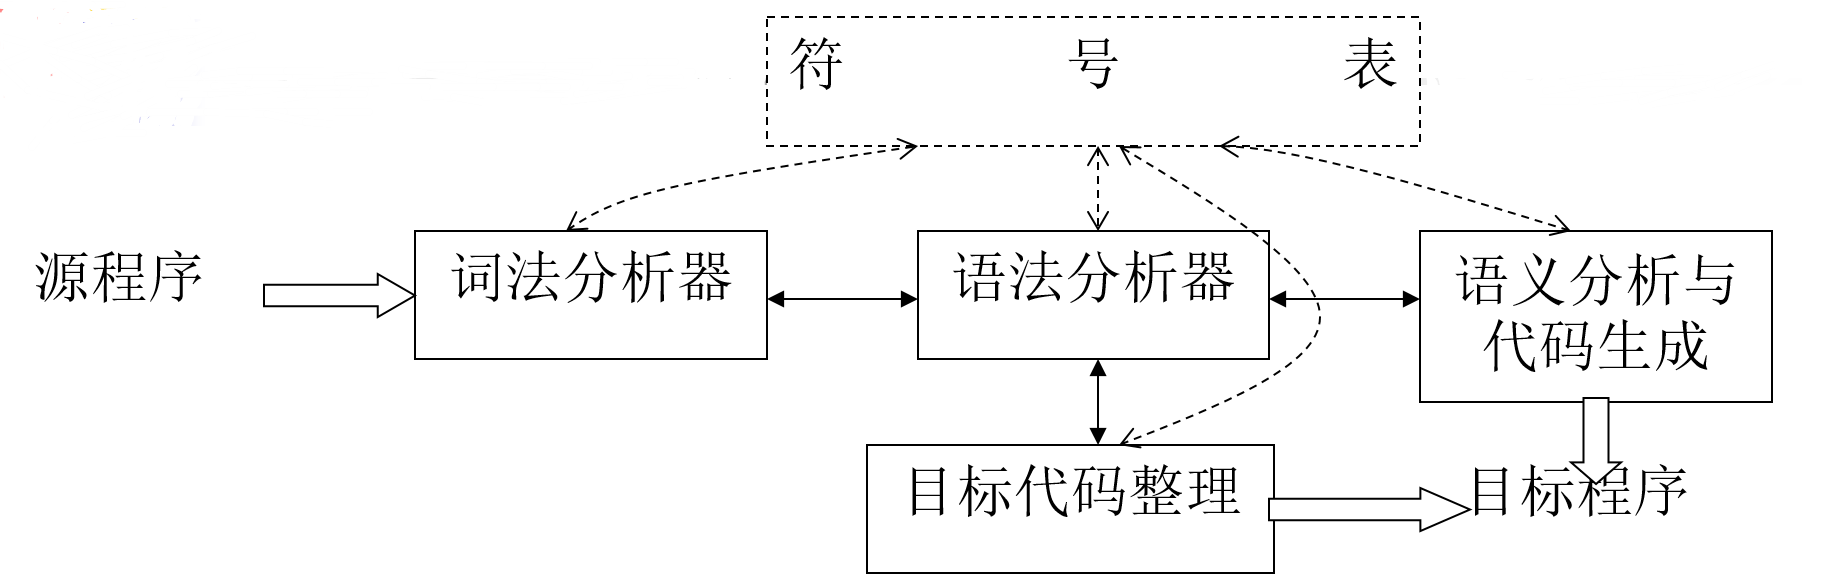 符号表
源程序
词法分析器
语法分析器
语义分析与
代码生成
目标代码整理
目标程序